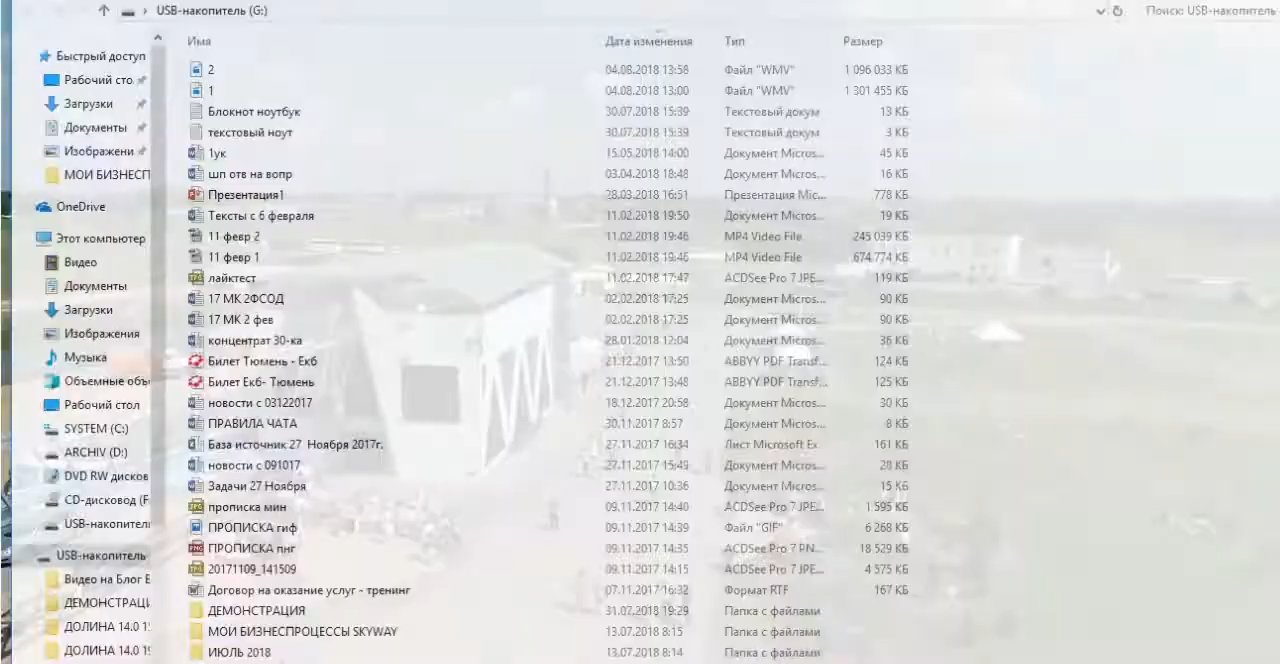 USB-накопитель (G:)
Поиск: USB-накопитель
Имя Дата изменения Тип Размер
Быстрый доступ
Рабочий сто.
Загрузки
Документы
Изображени
МОИ БИЗНЕСП
OneDrive
Этот компьютер
Видео
Документы
Загрузки
Изображения
Музыка
Объемные объ
Рабочий стол
SYSTEM (C:)
ARCHIV (D:)
DVD RW дисков
CD-дисковод (F
USB-накопител
USB-накопитель
Видео на Блог Е
ДЕМОНСТРАЦ
ДОЛИНА 14.0 1
ДОЛИНА 14.0 19
2 04.08.2018 13:58 Файл "WMV" 1 096 033 КБ
1 04.08.2018 13:00 Файл "WMV" 1 301 455 КБ
Блокнот ноутбук 30.07.2018 15:39 Текстовый докум 13 КБ
текстовый ноут 30.07.2018 15:39 Текстовый докум 3 КБ
1ук 15.05.2018 14:00 Документ Micros... 45 КБ
шп отв на вопр 03.04.2018 18:48 Документ Micros... 16 КБ
Презентация1 28.03.2018 16:51 Презентация Mic... 778 КБ
Тексты с 6 февраля 11.02.2018 19:50 Документ Micros... 19 КБ
11 февр 2 11.02.2018 19:46 MP4 Video File 245 039 КБ
11 февр 1 11.02.2018 19:46 MP4 Video File 674 774 КБ
лайктест 11.02.2018 17:47 ACDSee Pro 7 JPE... 119 КБ
17 МК 2ФСОД 02.02.2018 17:25 Документ Micros... 90 КБ
17 МК 2 фев 02.02.2018 17:25 Документ Micros... 90 КБ
концентрат 30-ка 28.01.2018 12:04 Документ Micros... 36 КБ
Билет Тюмень - Екб 21.12.2017 13:50 ABBYY PDF Transf... 124 КБ
Билет Екб- Тюмень 21.12.2017 13:48 ABBYY PDF Transf... 125 КБ
новости с 03122017 18.12.2017 20:58 Документ Micros... 30 КБ
ПРАВИЛА ЧАТА 30.11.2017 8:57 Документ Micros... 8 КБ
База источник 27 Ноября 2017г. 27.11.2017 16:34 Лист Microsoft Ex 161 КБ
новости с 091017 27.11.2017 15:49 Документ Micros... 28 КБ
Задачи 27 Ноября 27.11.2017 10:36 Документ Micros... 15 КБ
прописка мин 09.11.2017 14:40 ACDSee Pro 7 JPE... 1 595 КБ
ПРОПИСКА гиф 09.11.2017 14:39 Файл "GIF" 6 268 КБ
ПРОПИСКА пнг 09.11.2017 14:35 ACDSee Pro 7 PN... 18 529 КБ
20171109_141509 09.11.2017 14:15 ACDSee Pro 7 JPE... 4 575 КБ
Договор на оказание услуг - тренинг 07.11.2017 16:32 Формат RTF 167 КБ
ДЕМОНСТРАЦИЯ 31.07.2018 19:29 Папка с файлами
МОИ БИЗНЕСПРОЦЕССЫ SKYWAY 13.07.2018 8:15 Папка с файлами
ИЮЛЬ 2018 13.07.2018 8:14 Папка с файлами